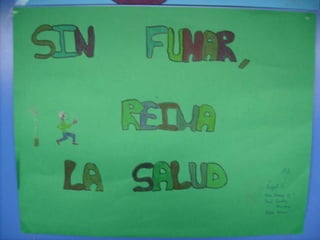 SIN FUMAR,
REINA
LA SALUD